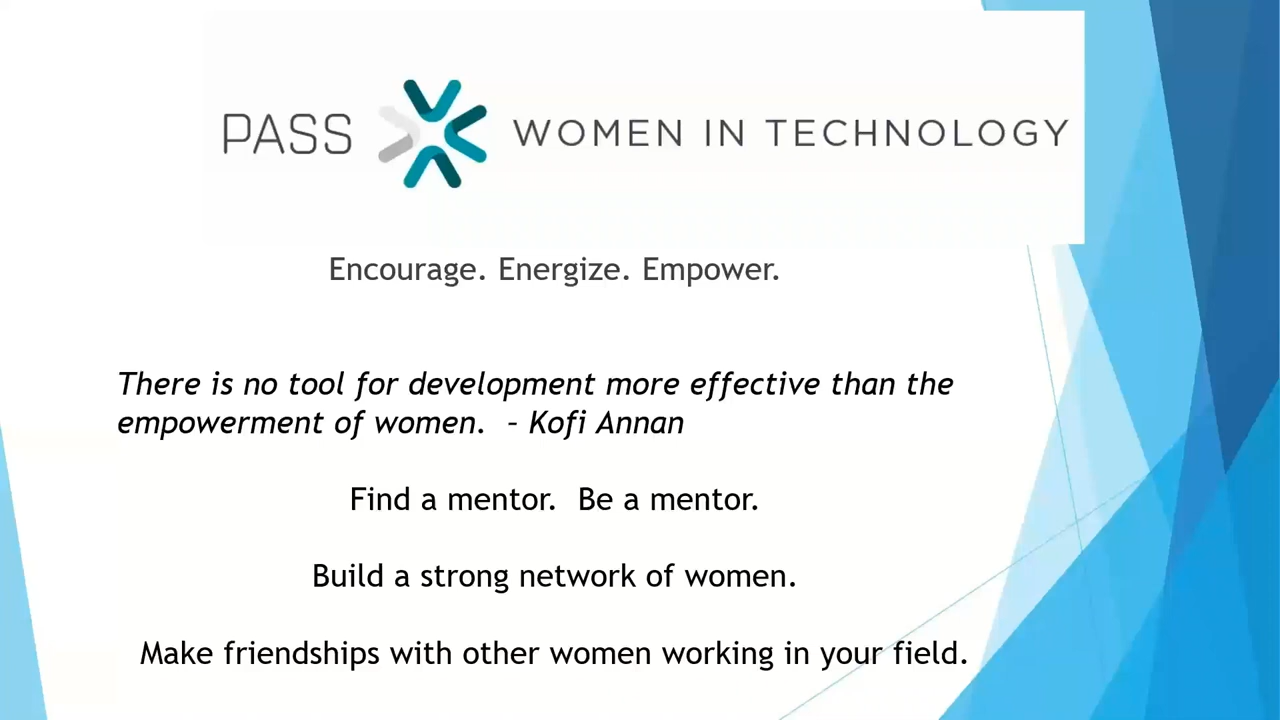 PASS WOMEN IN TECHNOLOGY
Encourage. Energize. Empower.
There is no tool for development more effective than the
empowerment of women.  – Kofi Annan
Find a mentor.  Be a mentor.
Build a strong network of women.
Make friendships with other women working in your field.